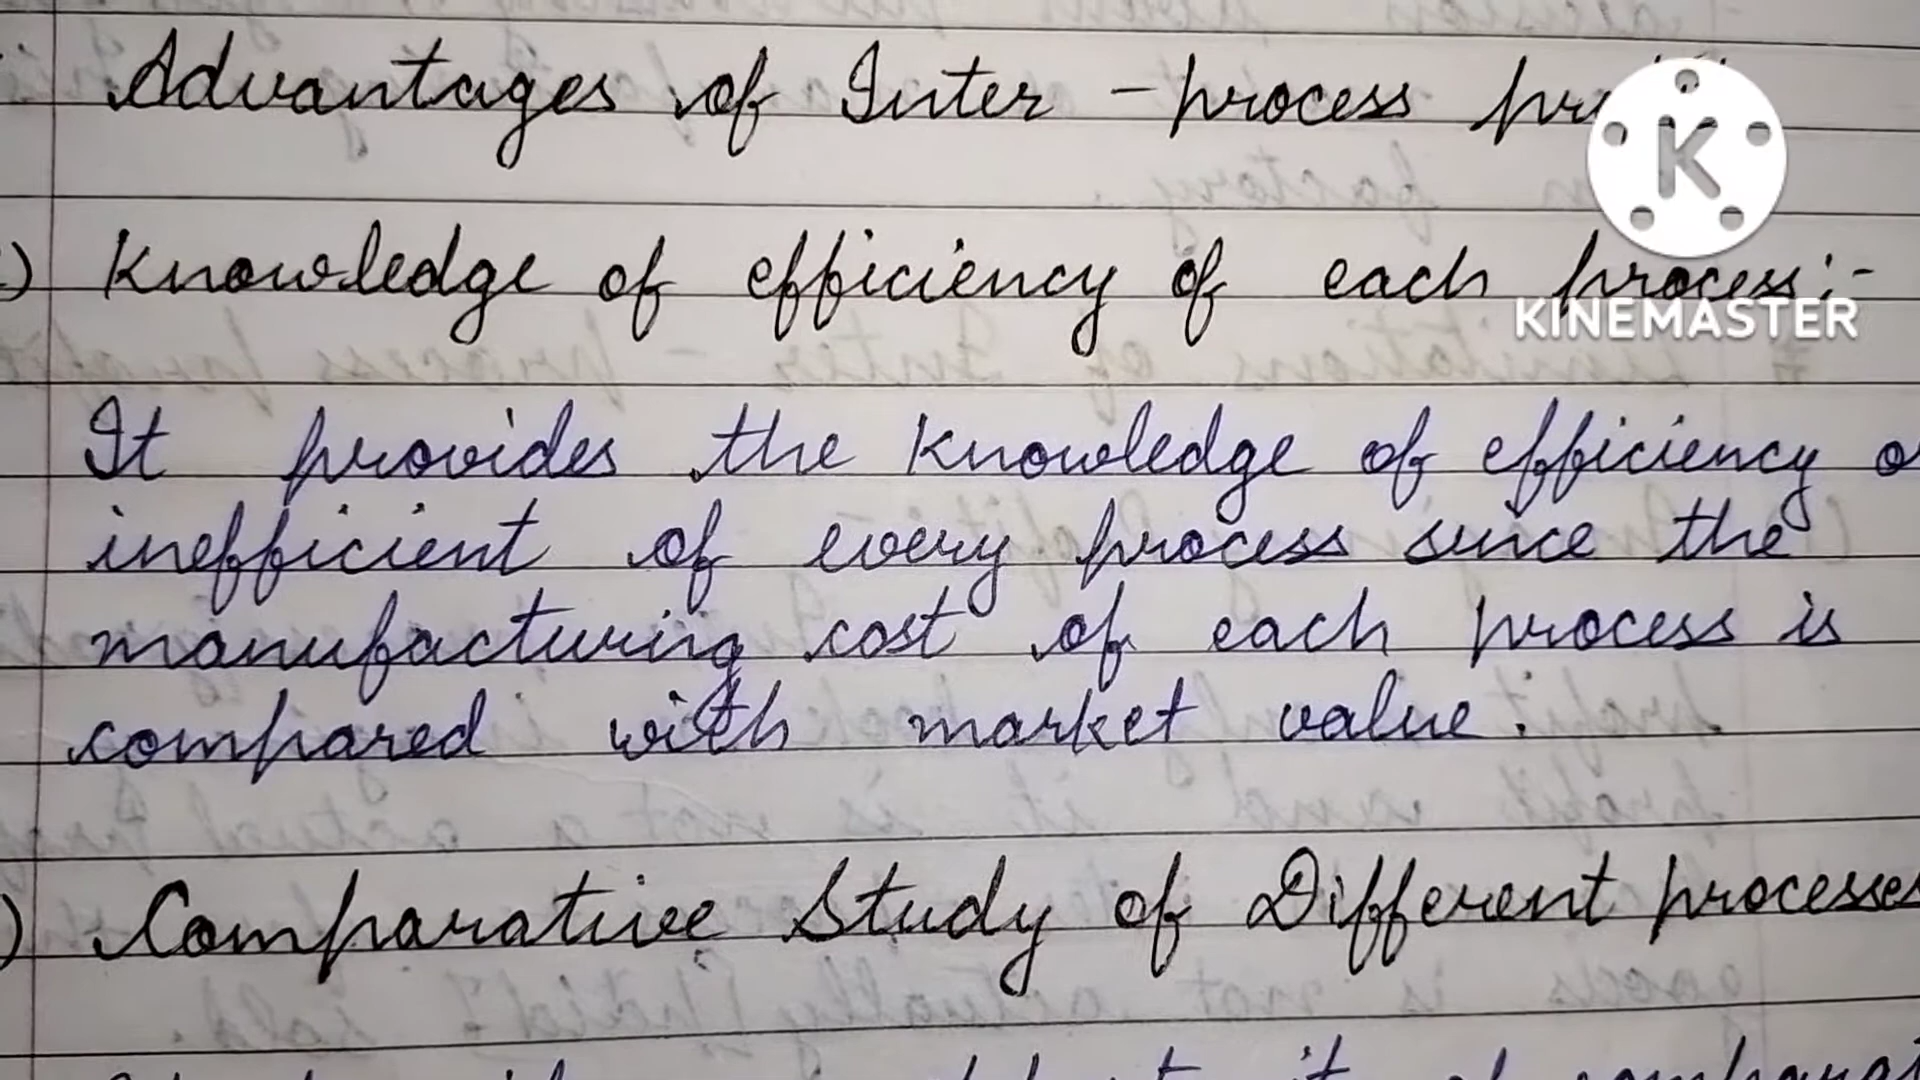 Advantages of Inter - process
) Knowledge of efficiency of each process:-
KINEMASTER
It provides the knowledge of efficiency
inefficient of every process since the
manufacturing cost of each process is
compared with market value.
) Comparative Study of Different processes